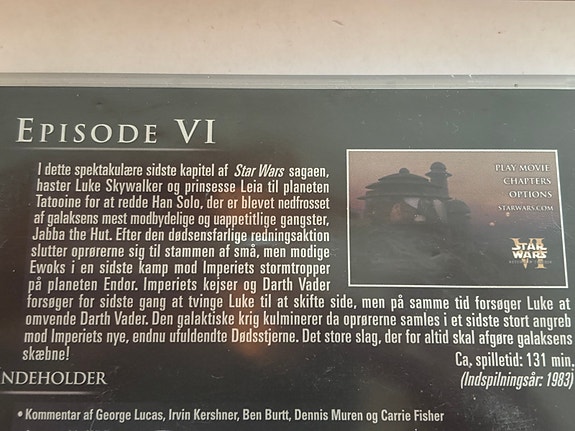 EPISODE VI
I dette spektakulære sidste kapitel af Star Wars sagaen,
haster Luke Skywalker og prinsesse Leia til planeten
Tatooine for at redde Han Solo, der er blevet nedfrosset
af galaksens mest modbydelige og uappetitlige gangster,
Jabba the Hut. Efter den dødsensfarlige redningsaktion
slutter oprørerne sig til stammen af små, men modige
Ewoks i en sidste kamp mod Imperiets stormtropper
på planeten Endor. Imperiets kejser og Darth Vader
forsøger for sidste gang at tvinge Luke til at skifte side, men på samme tid forsøger Luke at
omvende Darth Vader. Den galaktiske krig kulminerer da oprørerne samles i et sidste stort angreb
mod Imperiets nye, endnu ufuldendte Dødsstjerne. Det store slag, der for altid skal afgøre galaksens
skæbne!
PLAY MOVIE
CHAPTERS
OPTIONS
STARWARS.COM
STAR
WARS
VI
Ca, spilletid: 131 min.
(Indspilningsår: 1983)
INDEHOLDER
• Kommentar af George Lucas, Irvin Kershner, Ben Burtt, Dennis Muren og Carrie Fisher